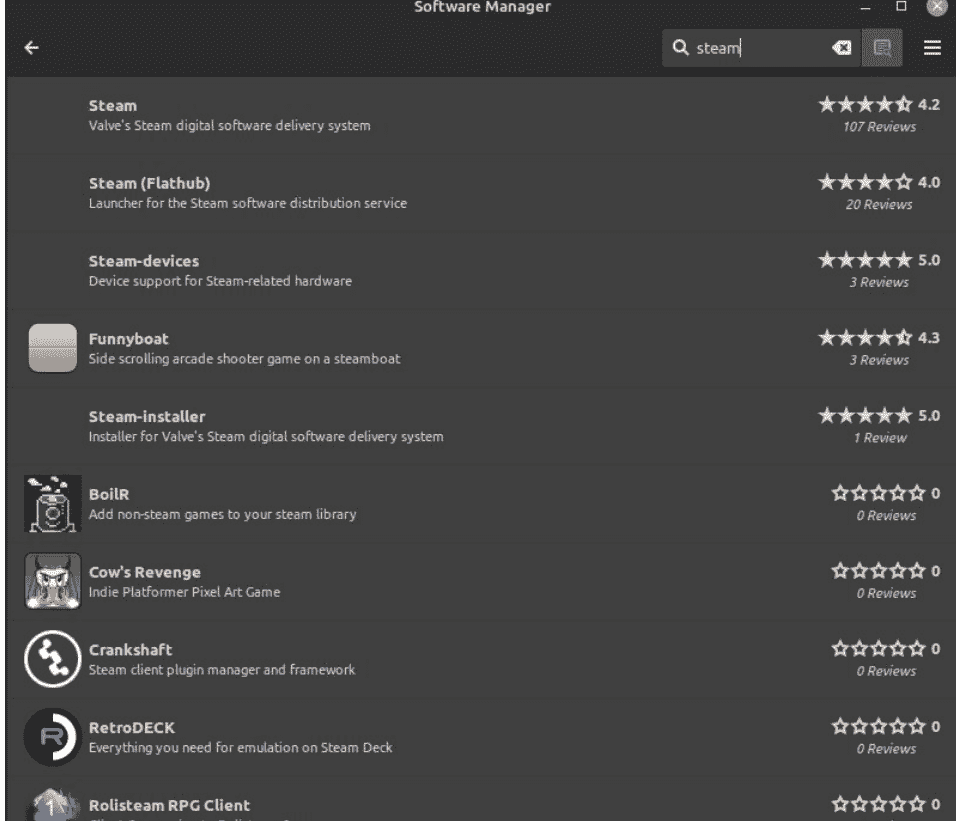 Software Manager
steam
Steam
Valve's Steam digital software delivery system
4.2
107 Reviews
Steam (Flathub)
Launcher for the Steam software distribution service
4.0
20 Reviews
Steam-devices
Device support for Steam-related hardware
5.0
3 Reviews
Funnyboat
Side scrolling arcade shooter game on a steamboat
4.3
3 Reviews
Steam-installer
Installer for Valve's Steam digital software delivery system
5.0
1 Review
BoilR
Add non-steam games to your steam library
0
0 Reviews
Cow's Revenge
Indie Platformer Pixel Art Game
0
0 Reviews
Crankshaft
Steam client plugin manager and framework
0
0 Reviews
R
RetroDECK
Everything you need for emulation on Steam Deck
0
0 Reviews
1
Rolisteam RPG Client
0